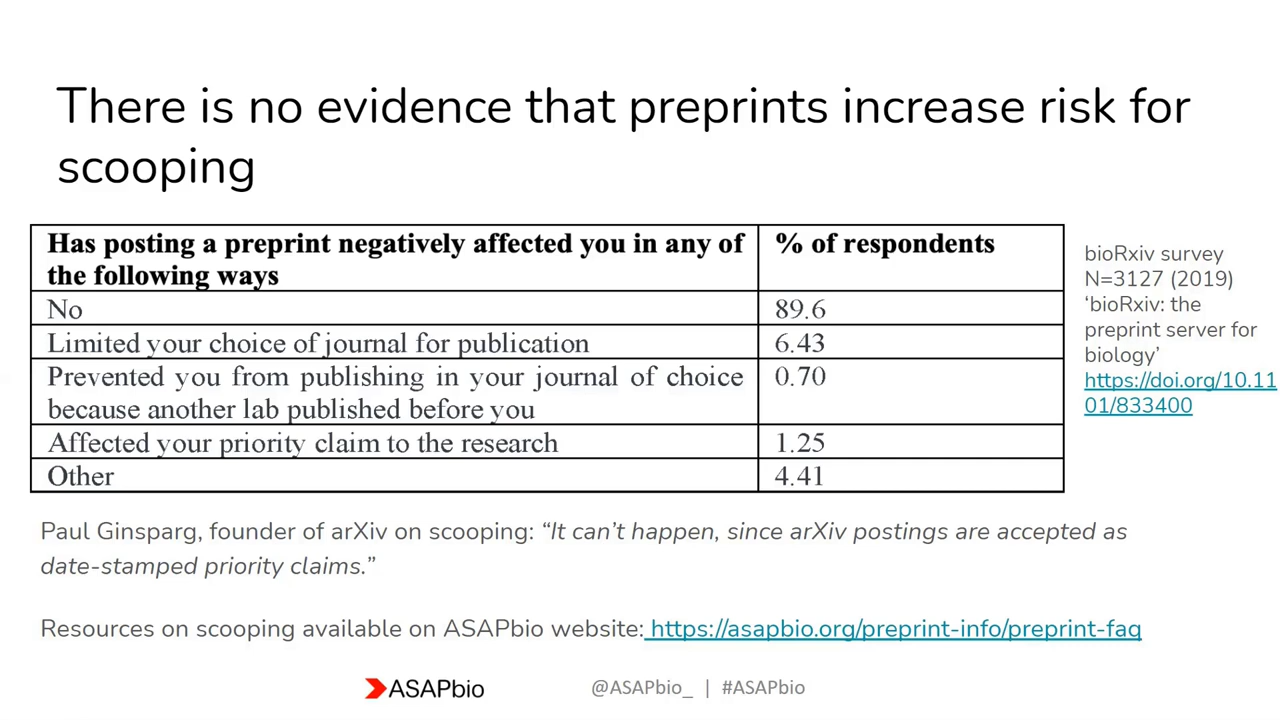 There is no evidence that preprints increase risk for
scooping
Has posting a preprint negatively affected you in any of
the following ways
% of respondents
No
89.6
Limited your choice of journal for publication
6.43
Prevented you from publishing in your journal of choice
because another lab published before you
0.70
Affected your priority claim to the research
1.25
Other
4.41
bioRxiv survey
N=3127 (2019)
‘bioRxiv: the
preprint server for
biology’
https://doi.org/10.11
01/833400
Paul Ginsparg, founder of arXiv on scooping: “It can’t happen, since arXiv postings are accepted as
date-stamped priority claims.”
Resources on scooping available on ASAPbio website: https://asapbio.org/preprint-info/preprint-faq
ASAPbio
@ASAPbio_ | #ASAPbio